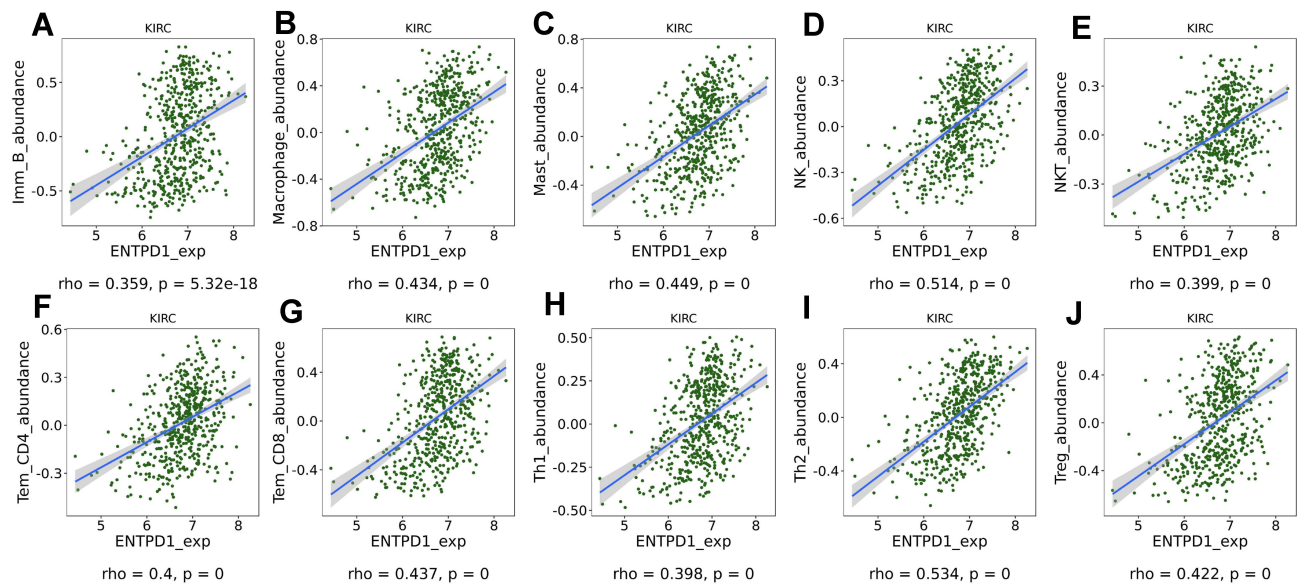 A
KIRC
Imm_B_abundance
0.5
0.0
-0.5
5 6 7 8
ENTPD1_exp
rho = 0.359, p = 5.32e-18
B
KIRC
Macrophage_abundance
0.8
0.4
0.0
-0.4
-0.8
5 6 7 8
ENTPD1_exp
rho = 0.434, p = 0
C
KIRC
Mast_abundance
0.8
0.4
0.0
-0.4
5 6 7 8
ENTPD1_exp
rho = 0.449, p = 0
D
KIRC
NK_abundance
0.3
0.0
-0.3
-0.6
5 6 7 8
ENTPD1_exp
rho = 0.514, p = 0
E
KIRC
NKT_abundance
0.3
0.0
-0.3
5 6 7 8
ENTPD1_exp
rho = 0.399, p = 0
F
KIRC
Tem_CD4_abundance
0.6
0.3
0.0
-0.3
5 6 7 8
ENTPD1_exp
rho = 0.4, p = 0
G
KIRC
Tem_CD8_abundance
0.4
0.0
-0.4
5 6 7 8
ENTPD1_exp
rho = 0.437, p = 0
H
KIRC
Th1_abundance
0.50
0.25
0.00
-0.25
-0.50
5 6 7 8
ENTPD1_exp
rho = 0.398, p = 0
I
KIRC
Th2_abundance
0.4
0.0
-0.4
5 6 7 8
ENTPD1_exp
rho = 0.534, p = 0
J
KIRC
Treg_abundance
0.4
0.0
-0.4
5 6 7 8
ENTPD1_exp
rho = 0.422, p = 0